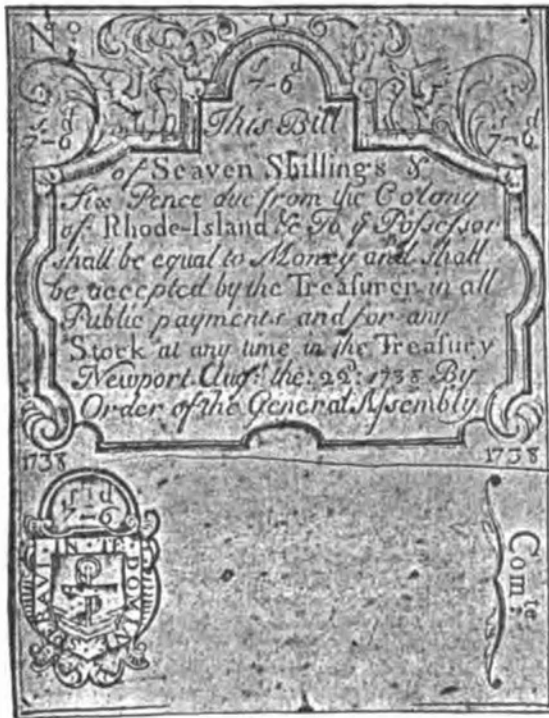 No.
s d
7-6
s d
7-6
s d
7-6
This Bill
of Seaven Shillings &
Six Pence due from the Colony
of Rhode-Island &c To ye Possessor
shall be equal to Money and shall
be accepted by the Treasurer in all
Public payments and for any
Stock at any time in the Treasury
Newport. Augst. the: 22d: 1738 By
Order of the General Assembly
1738
1738
s d
7-6
IN TE DOMIN
Comte: